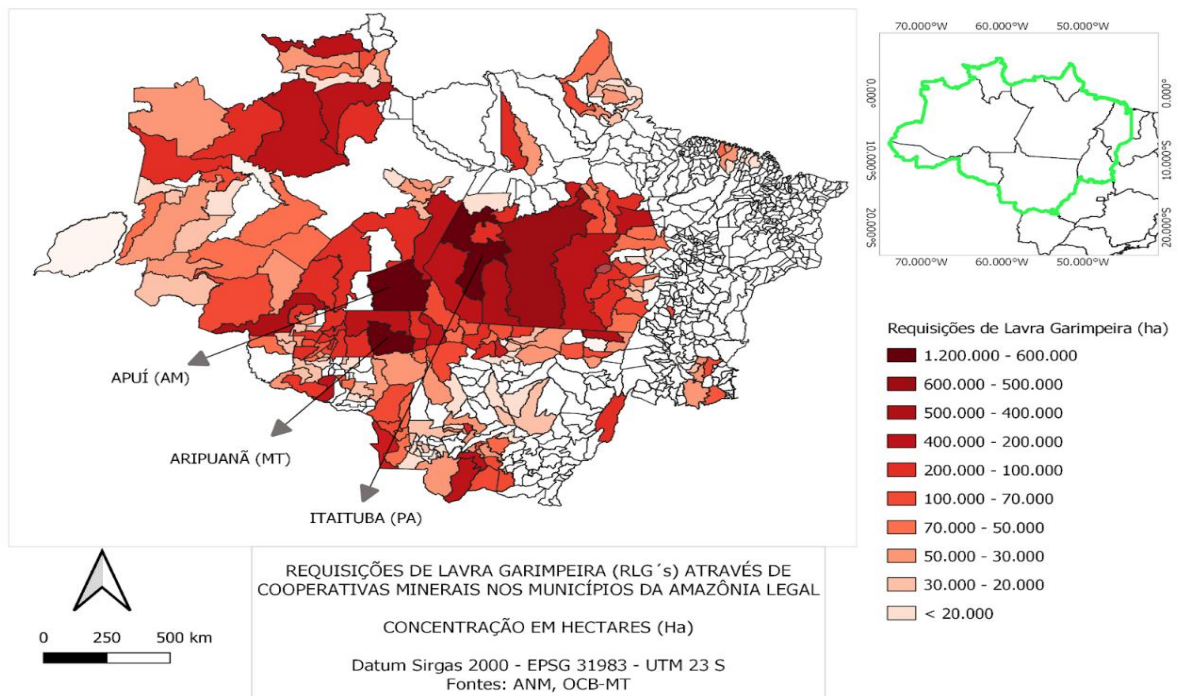 70.000°W 60.000°W 50.000°W
0.000° 10.000°S 15.000°S 20.000°S
0.000° 10.000°S 20.000°S
70.000°W 60.000°W 50.000°W
Requisições de Lavra Garimpeira (ha)
1.200.000 - 600.000
600.000 - 500.000
500.000 - 400.000
400.000 - 200.000
200.000 - 100.000
100.000 - 70.000
70.000 - 50.000
50.000 - 30.000
30.000 - 20.000
< 20.000
APUÍ (AM)
ARIPUANÃ (MT)
ITAITUBA (PA)
0 250 500 km
REQUISIÇÕES DE LAVRA GARIMPEIRA (RLG´s) ATRAVÉS DE
COOPERATIVAS MINERAIS NOS MUNICÍPIOS DA AMAZÔNIA LEGAL
CONCENTRAÇÃO EM HECTARES (Ha)
Datum Sirgas 2000 - EPSG 31983 - UTM 23 S
Fontes: ANM, OCB-MT